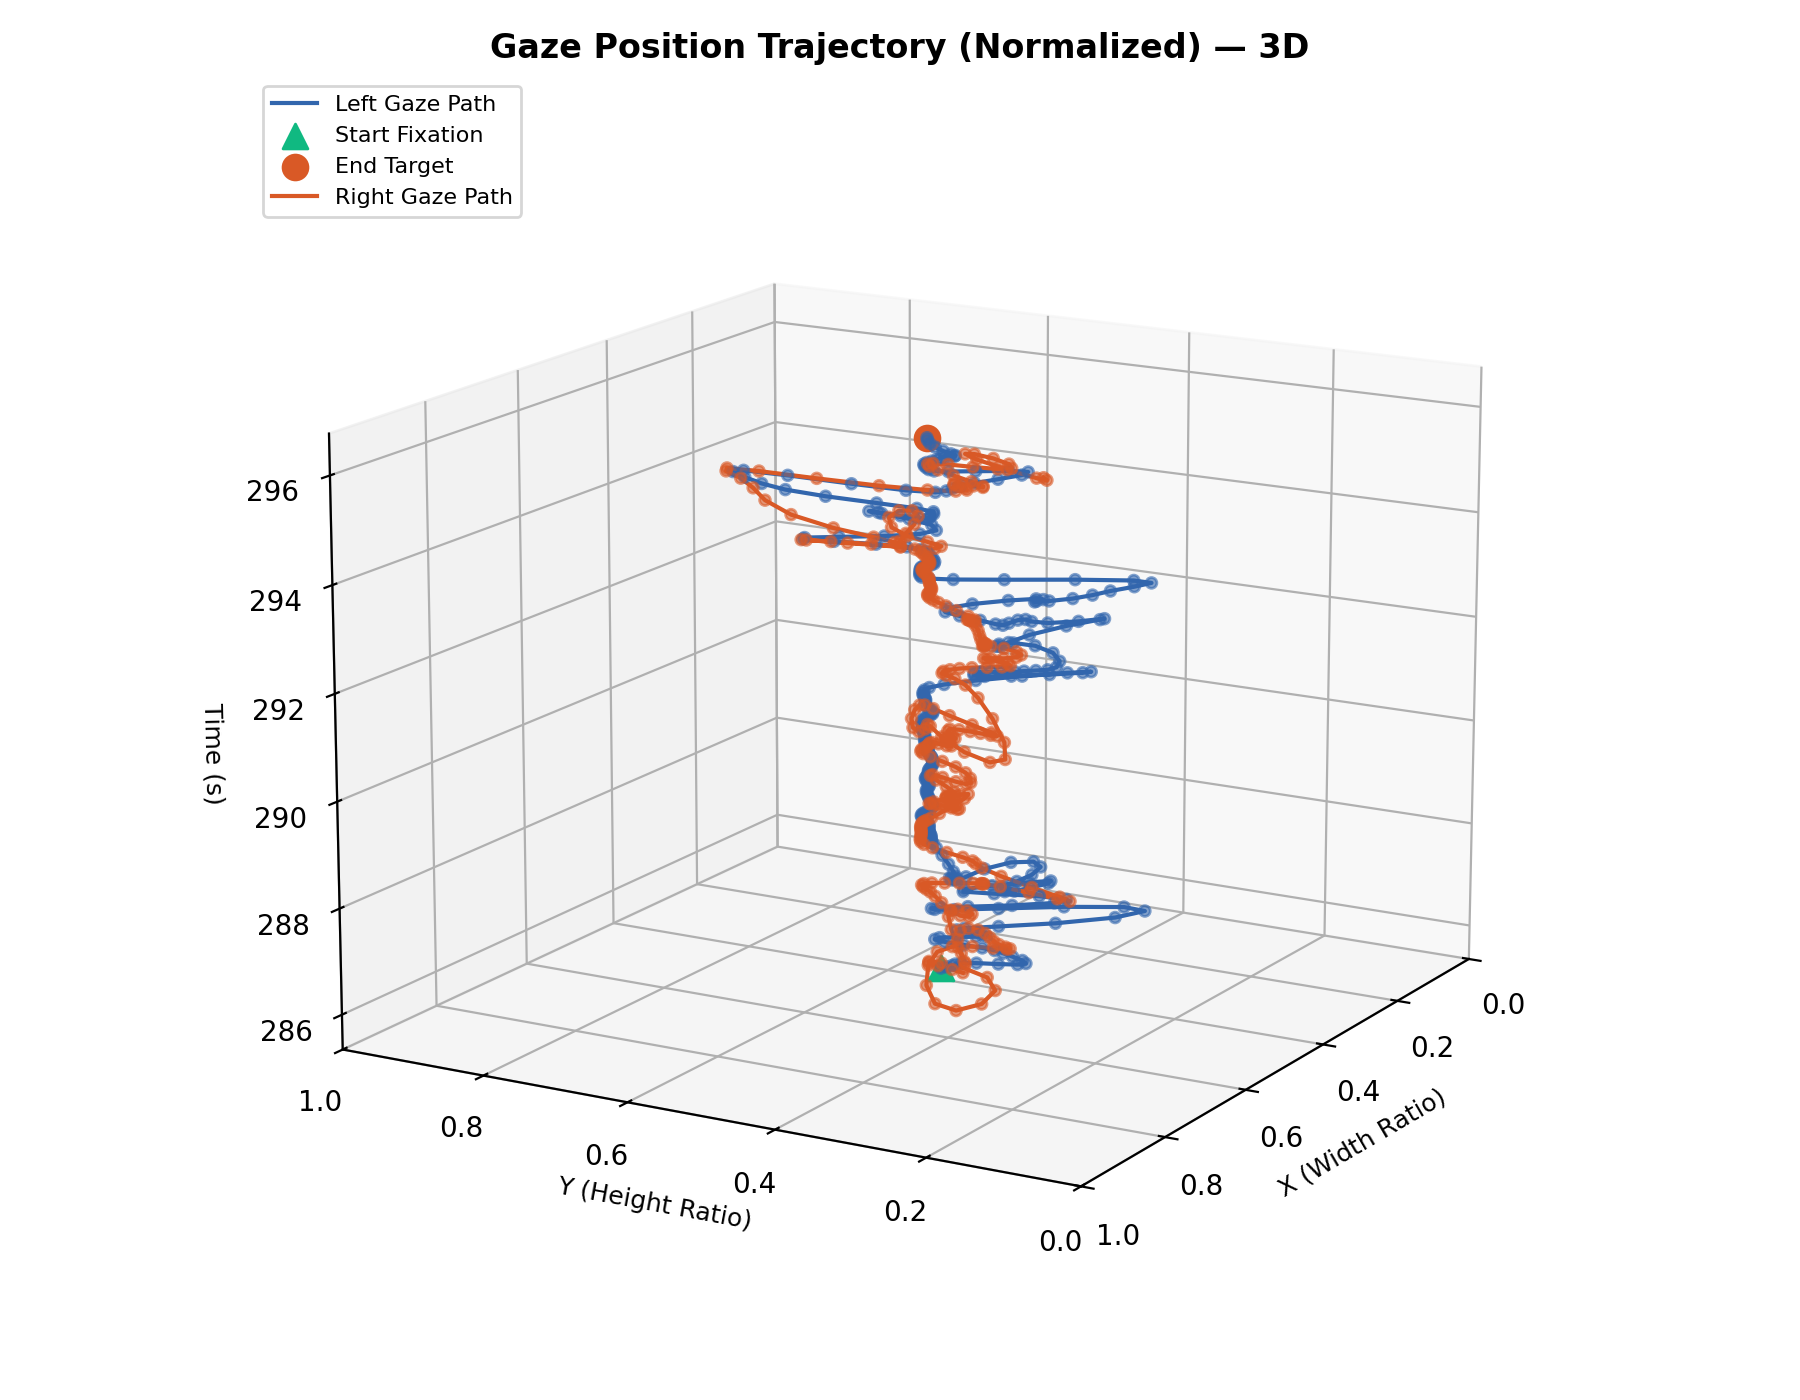 Gaze Position Trajectory (Normalized) — 3D
Left Gaze Path
Start Fixation
End Target
Right Gaze Path
296
294
292
290
288
286
Time (s)
1.0
0.8
0.6
0.4
0.2
0.0
Y (Height Ratio)
1.0
0.8
0.6
0.4
0.2
0.0
X (Width Ratio)